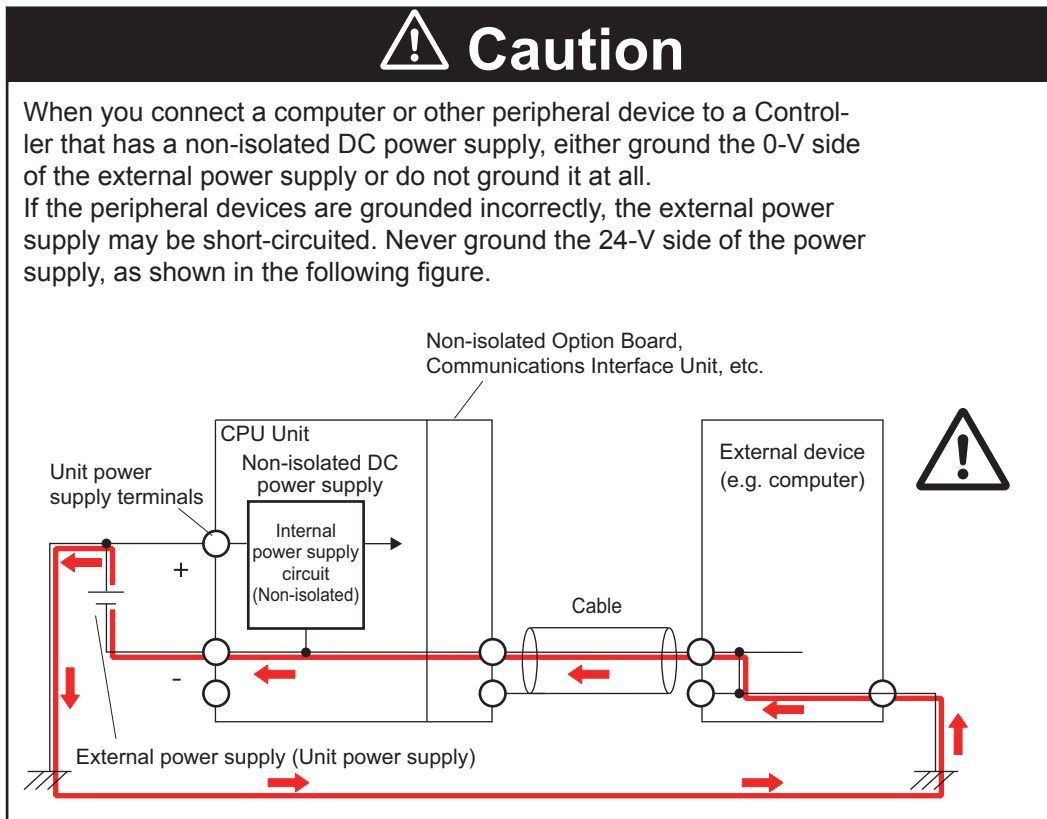 Caution
When you connect a computer or other peripheral device to a Control-
ler that has a non-isolated DC power supply, either ground the 0-V side
of the external power supply or do not ground it at all.
If the peripheral devices are grounded incorrectly, the external power
supply may be short-circuited. Never ground the 24-V side of the power
supply, as shown in the following figure.
Non-isolated Option Board,
Communications Interface Unit, etc.
CPU Unit
Non-isolated DC
power supply
Unit power
supply terminals
Internal
power supply
circuit
(Non-isolated)
+
-
Cable
External device
(e.g. computer)
External power supply (Unit power supply)